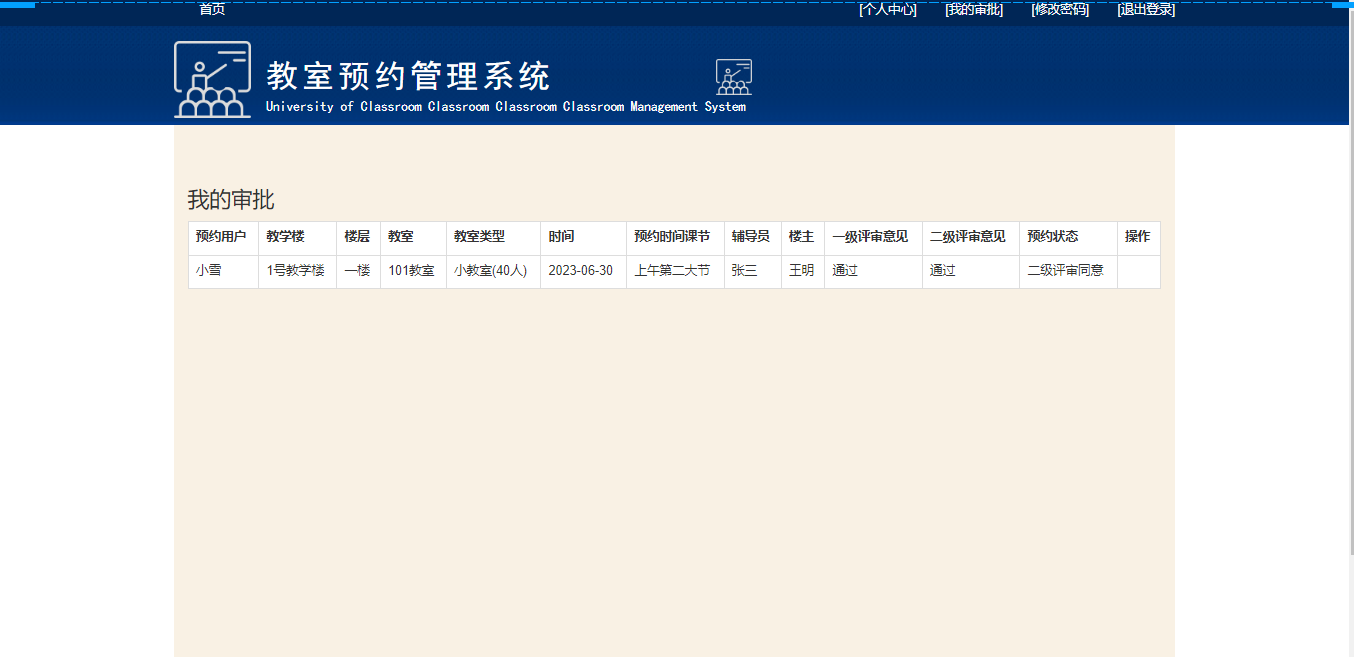 首页 [个人中心] [我的审批] [修改密码] [退出登录]
教室预约管理系统
University of Classroom Classroom Classroom Classroom Management System
我的审批
预约用户 教学楼 楼层 教室 教室类型 时间 预约时间课节 辅导员 楼主 一级评审意见 二级评审意见 预约状态 操作
小雪 1号教学楼 一楼 101教室 小教室(40人) 2023-06-30 上午第二大节 张三 王明 通过 通过 二级评审同意